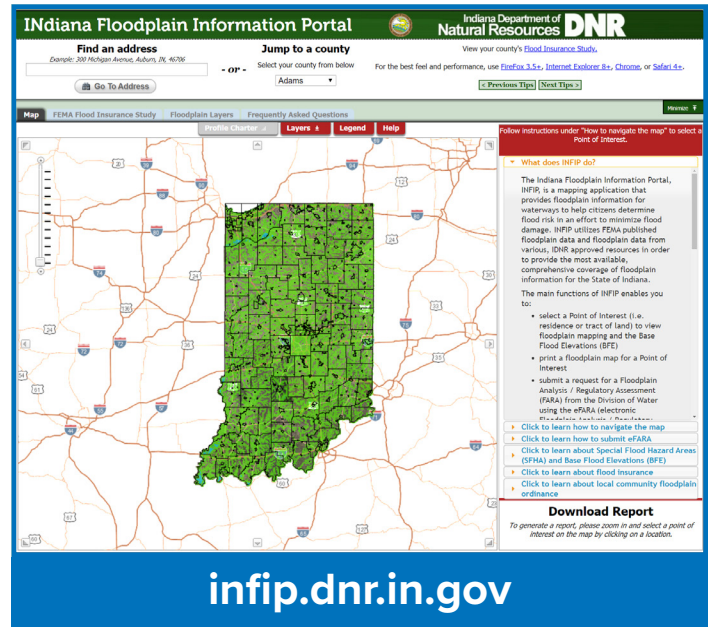 INdiana Floodplain Information Portal
Indiana Department of
Natural Resources DNR
Find an address
Example: 300 Michigan Avenue, Auburn, IN, 46706
Go To Address
- or -
Jump to a county
Select your county from below
Adams
View your county's Flood Insurance Study.
For the best feel and performance, use FireFox 3.5+, Internet Explorer 8+, Chrome, or Safari 4+.
< Previous Tips
Next Tips >
Minimize
Map
FEMA Flood Insurance Study
Floodplain Layers
Frequently Asked Questions
Profile Charter
Layers
Legend
Help
Follow instructions under "How to navigate the map" to select a
Point of Interest.
What does INFIP do?
The Indiana Floodplain Information Portal,
INFIP, is a mapping application that
provides floodplain information for
waterways to help citizens determine
flood risk in an effort to minimize flood
damage. INFIP utilizes FEMA published
floodplain data and floodplain data from
various, IDNR approved resources in order
to provide the most available,
comprehensive coverage of floodplain
information for the State of Indiana.
The main functions of INFIP enables you
to:
• select a Point of Interest (i.e.
residence or tract of land) to view
floodplain mapping and the Base
Flood Elevations (BFE)
• print a floodplain map for a Point of
Interest
• submit a request for a Floodplain
Analysis / Regulatory Assessment
(FARA) from the Division of Water
using the eFARA (electronic
Floodplain Analysis / Regulatory
Click to learn how to navigate the map
Click to learn how to submit eFARA
Click to learn about Special Flood Hazard Areas
(SFHA) and Base Flood Elevations (BFE)
Click to learn about flood insurance
Click to learn about local community floodplain
ordinance
Download Report
To generate a report, please zoom in and select a point of
interest on the map by clicking on a location.
infip.dnr.in.gov